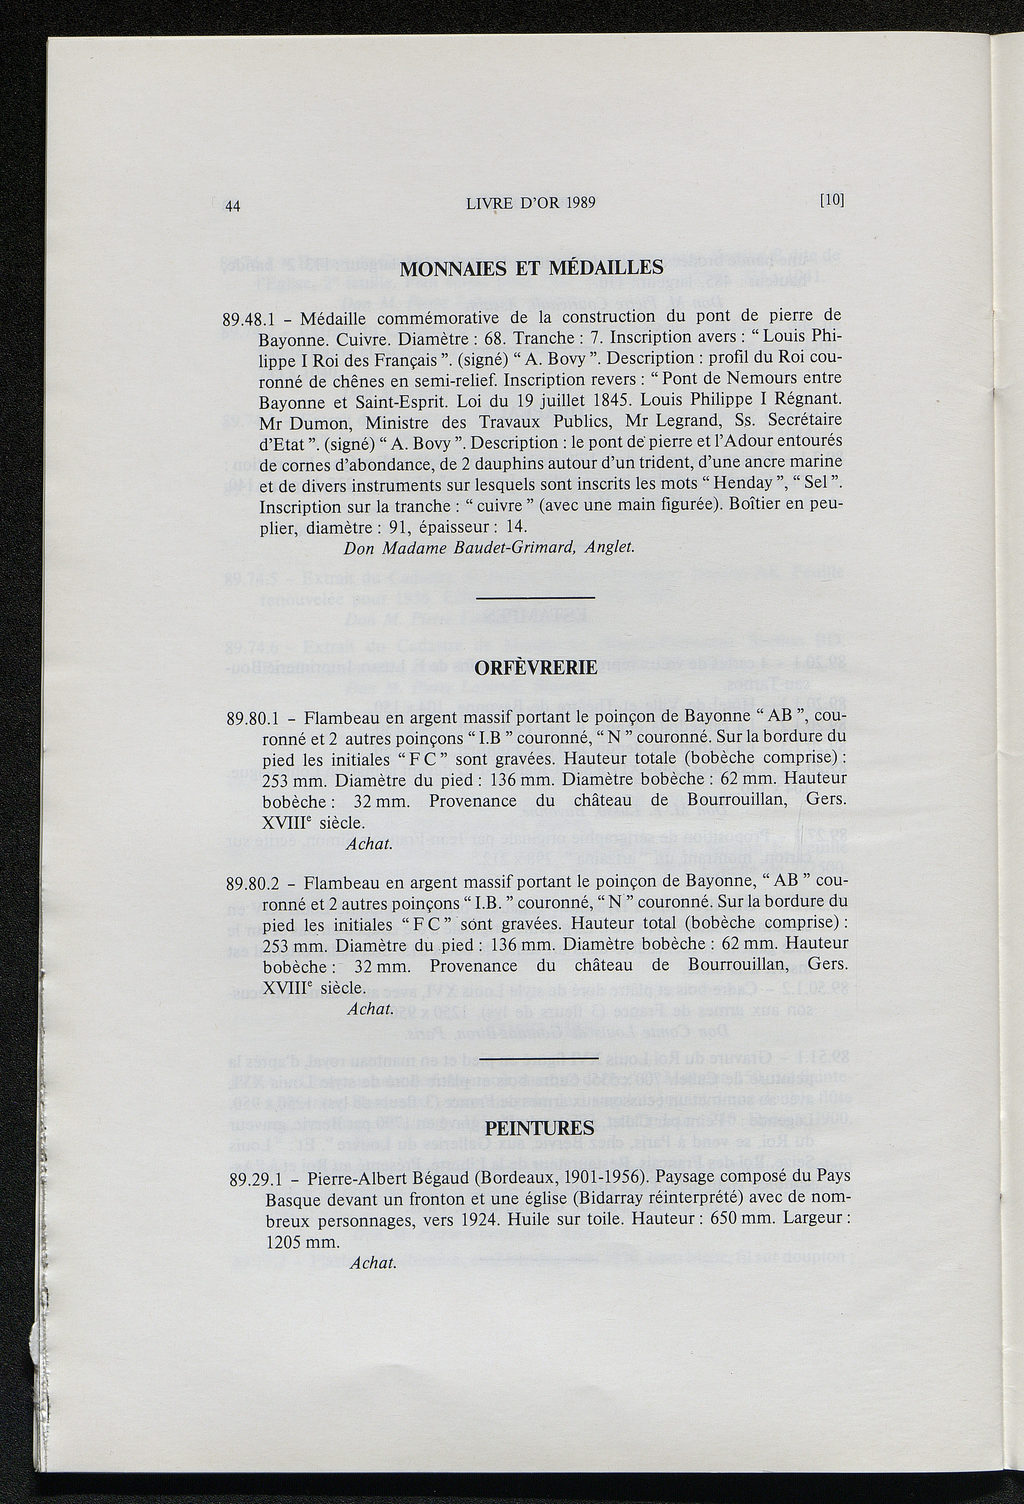 44 LIVRE D'OR 1989 [10]
MONNAIES ET MÉDAILLES
89.48.1 – Médaille commémorative de la construction du pont de pierre de
Bayonne. Cuivre. Diamètre : 68. Tranche : 7. Inscription avers : “ Louis Phi-
lippe I Roi des Français ”. (signé) “ A. Bovy ”. Description : profil du Roi cou-
ronné de chênes en semi-relief. Inscription revers : “ Pont de Nemours entre
Bayonne et Saint-Esprit. Loi du 19 juillet 1845. Louis Philippe I Régnant.
Mr Dumon, Ministre des Travaux Publics, Mr Legrand, Ss. Secrétaire
d'Etat ”. (signé) “ A. Bovy ”. Description : le pont de pierre et l'Adour entourés
de cornes d'abondance, de 2 dauphins autour d'un trident, d'une ancre marine
et de divers instruments sur lesquels sont inscrits les mots “ Henday ”, “ Sel ”.
Inscription sur la tranche : “ cuivre ” (avec une main figurée). Boîtier en peu-
plier, diamètre : 91, épaisseur : 14.
Don Madame Baudet-Grimard, Anglet.
ORFÈVRERIE
89.80.1 – Flambeau en argent massif portant le poinçon de Bayonne “ AB ”, cou-
ronné et 2 autres poinçons “ I.B ” couronné, “ N ” couronné. Sur la bordure du
pied les initiales “ F C ” sont gravées. Hauteur totale (bobèche comprise) :
253 mm. Diamètre du pied : 136 mm. Diamètre bobèche : 62 mm. Hauteur
bobèche : 32 mm. Provenance du château de Bourrouillan, Gers.
XVIIIe siècle.
Achat.
89.80.2 – Flambeau en argent massif portant le poinçon de Bayonne, “ AB ” cou-
ronné et 2 autres poinçons “ I.B. ” couronné, “ N ” couronné. Sur la bordure du
pied les initiales “ F C ” sont gravées. Hauteur total (bobèche comprise) :
253 mm. Diamètre du pied : 136 mm. Diamètre bobèche : 62 mm. Hauteur
bobèche : 32 mm. Provenance du château de Bourrouillan, Gers.
XVIIIe siècle.
Achat.
PEINTURES
89.29.1 – Pierre-Albert Bégaud (Bordeaux, 1901-1956). Paysage composé du Pays
Basque devant un fronton et une église (Bidarray réinterprété) avec de nom-
breux personnages, vers 1924. Huile sur toile. Hauteur : 650 mm. Largeur :
1205 mm.
Achat.